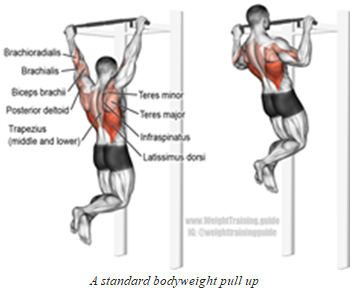 Brachioradialis
Brachialis
Biceps brachii
Posterior deltoid
Trapezius
(middle and lower)
Teres minor
Teres major
Infraspinatus
Latissimus dorsi
www.WeightTraining.guide
IG: @weighttrainingguide
A standard bodyweight pull up